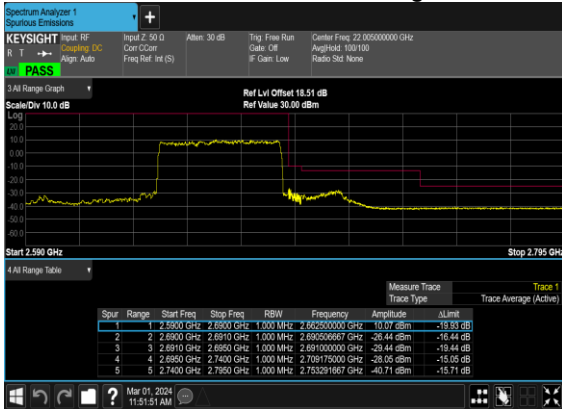 Spectrum Analyzer 1
Spurious Emissions
+
KEYSIGHT Input: RF Input Z: 50 Ω Atten: 30 dB Trig: Free Run Center Freq: 22.005000000 GHz
R T Coupling: DC Corr CCorr Gate: Off Avg|Hold: 100/100
Align: Auto Freq Ref: Int (S) IF Gain: Low Radio Std: None
PASS
3 All Range Graph
Ref Lvl Offset 18.51 dB
Scale/Div 10.0 dB Ref Value 30.00 dBm
Log
20.0
10.0
0.00
-10.0
-20.0
-30.0
-40.0
-50.0
-60.0
Start 2.590 GHz Stop 2.795 GHz
4 All Range Table
Measure Trace Trace 1
Trace Type Trace Average (Active)
Spur Range Start Freq Stop Freq RBW Frequency Amplitude ΔLimit
1 1 2.5900 GHz 2.6900 GHz 1.000 MHz 2.662500000 GHz 10.07 dBm -19.93 dB
2 2 2.6900 GHz 2.6910 GHz 1.000 MHz 2.690506667 GHz -26.44 dBm -16.44 dB
3 3 2.6910 GHz 2.6950 GHz 1.000 MHz 2.691000000 GHz -29.44 dBm -19.44 dB
4 4 2.6950 GHz 2.7400 GHz 1.000 MHz 2.709175000 GHz -28.05 dBm -15.05 dB
5 5 2.7400 GHz 2.7950 GHz 1.000 MHz 2.753291667 GHz -40.71 dBm -15.71 dB
? Mar 01, 2024
11:51:51 AM